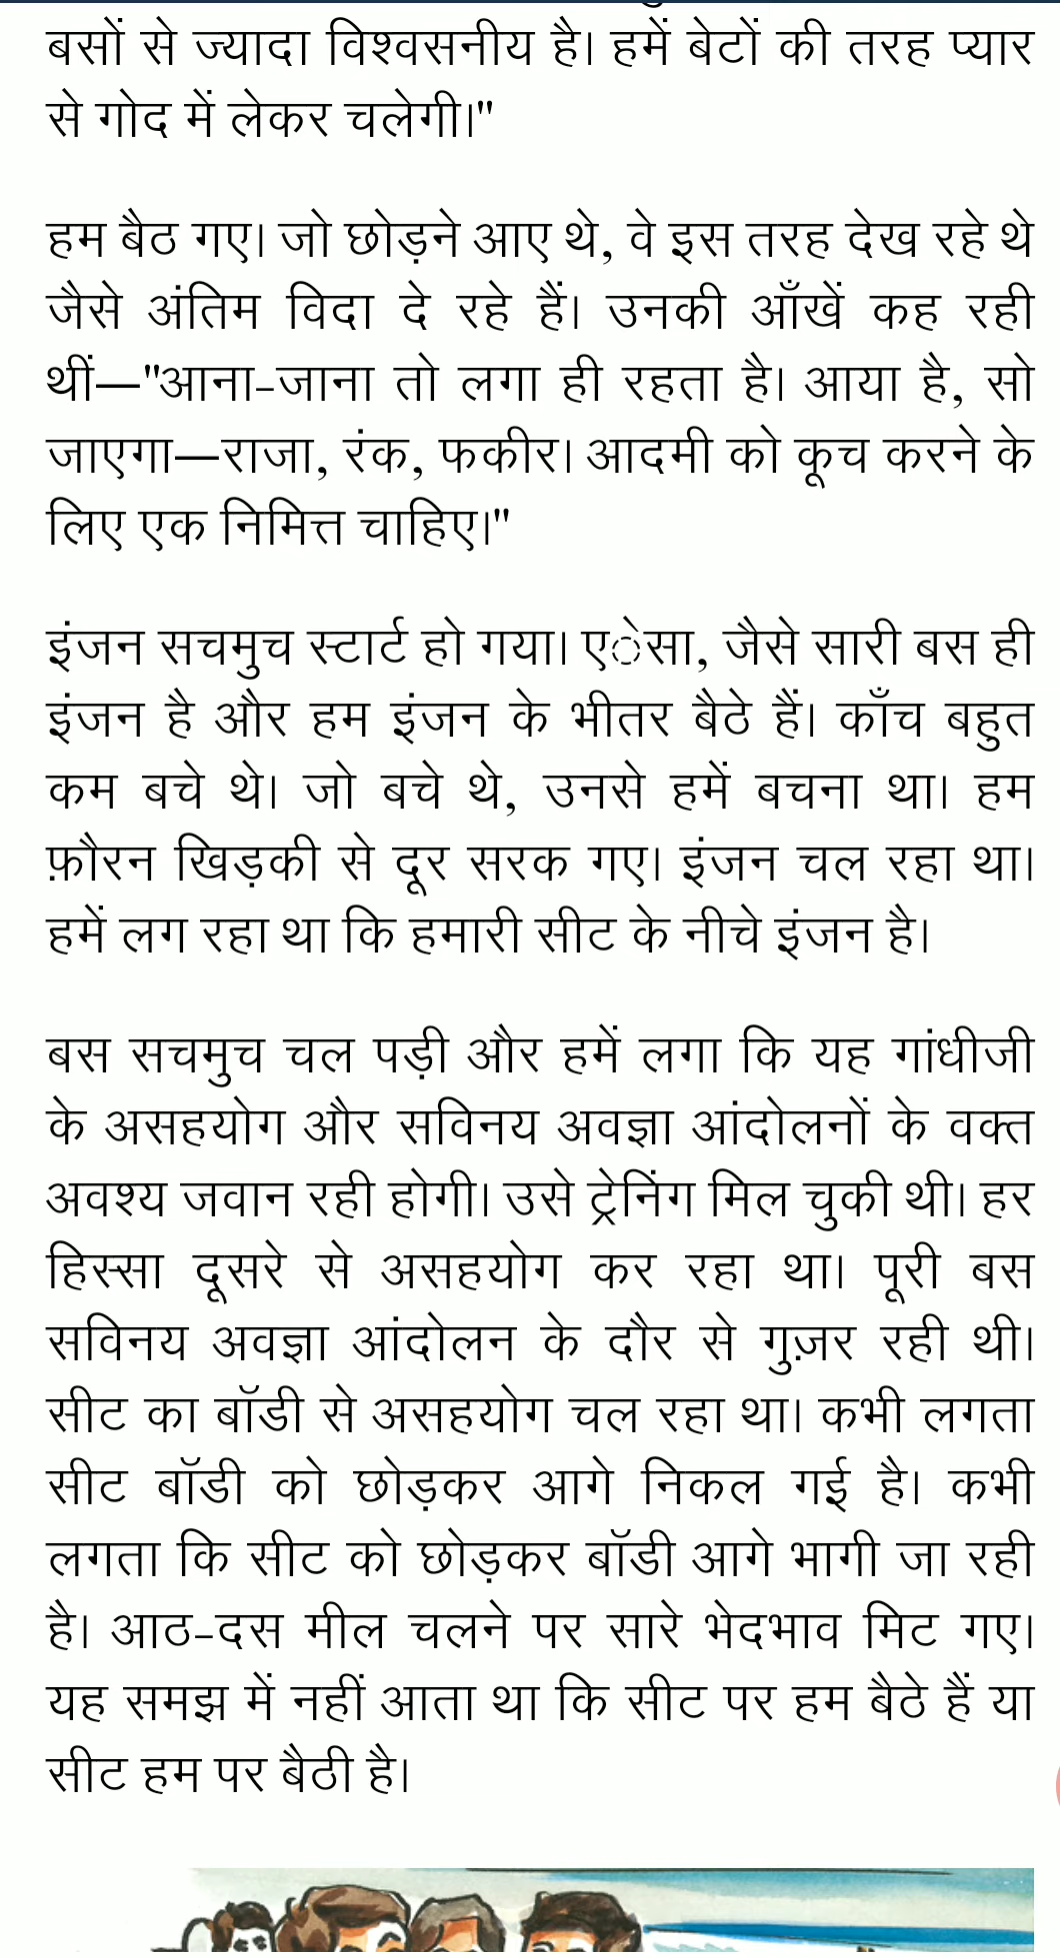 बसों से ज्यादा विश्वसनीय है। हमें बेटों की तरह प्यार
से गोद में लेकर चलेगी।"
हम बैठ गए। जो छोड़ने आए थे, वे इस तरह देख रहे थे
जैसे अंतिम विदा दे रहे हैं। उनकी आँखें कह रही
थीं—"आना-जाना तो लगा ही रहता है। आया है, सो
जाएगा—राजा, रंक, फकीर। आदमी को कूच करने के
लिए एक निमित्त चाहिए।"
इंजन सचमुच स्टार्ट हो गया। एेसा, जैसे सारी बस ही
इंजन है और हम इंजन के भीतर बैठे हैं। काँच बहुत
कम बचे थे। जो बचे थे, उनसे हमें बचना था। हम
फ़ौरन खिड़की से दूर सरक गए। इंजन चल रहा था।
हमें लग रहा था कि हमारी सीट के नीचे इंजन है।
बस सचमुच चल पड़ी और हमें लगा कि यह गांधीजी
के असहयोग और सविनय अवज्ञा आंदोलनों के वक्त
अवश्य जवान रही होगी। उसे ट्रेनिंग मिल चुकी थी। हर
हिस्सा दूसरे से असहयोग कर रहा था। पूरी बस
सविनय अवज्ञा आंदोलन के दौर से गुज़र रही थी।
सीट का बॉडी से असहयोग चल रहा था। कभी लगता
सीट बॉडी को छोड़कर आगे निकल गई है। कभी
लगता कि सीट को छोड़कर बॉडी आगे भागी जा रही
है। आठ-दस मील चलने पर सारे भेदभाव मिट गए।
यह समझ में नहीं आता था कि सीट पर हम बैठे हैं या
सीट हम पर बैठी है।